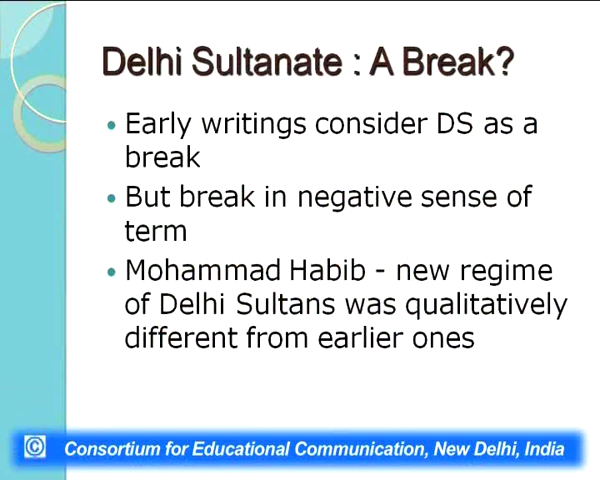 Delhi Sultanate : A Break?
• Early writings consider DS as a
break
• But break in negative sense of
term
• Mohammad Habib - new regime
of Delhi Sultans was qualitatively
different from earlier ones
© Consortium for Educational Communication, New Delhi, India